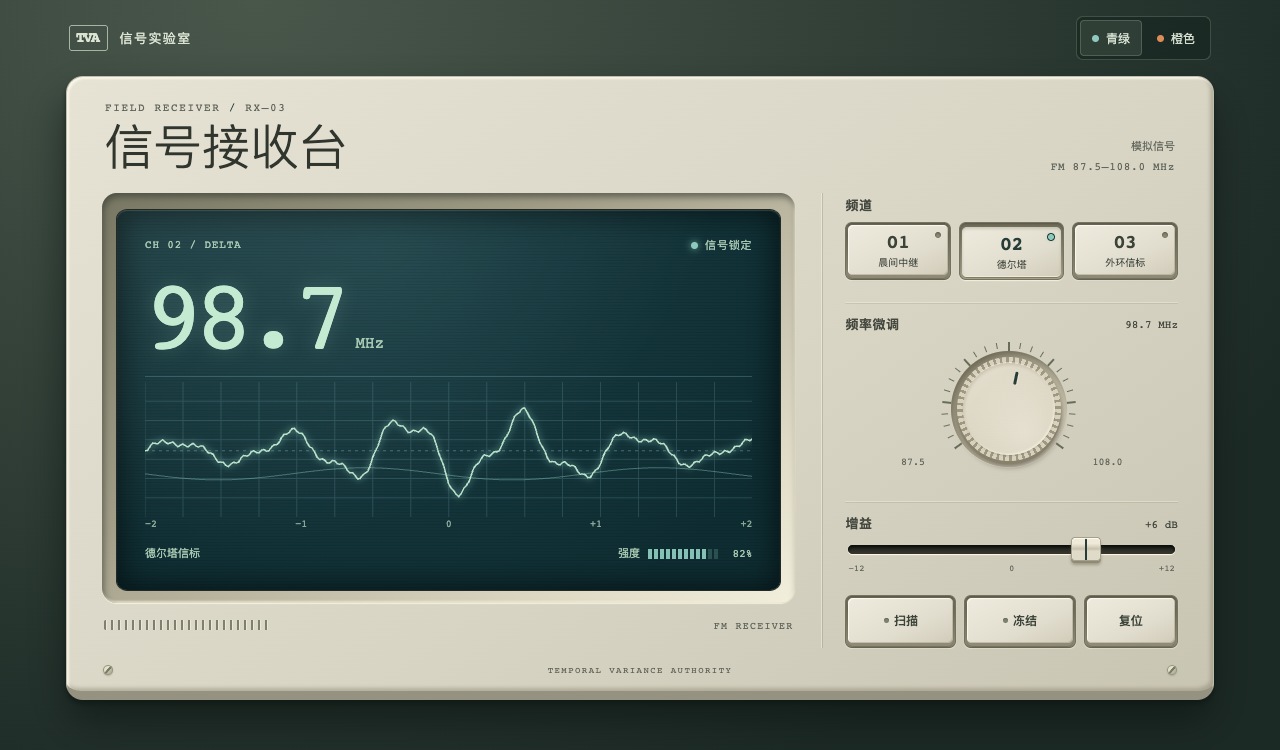 TVA 信号实验室
青绿 橙色
FIELD RECEIVER / RX—03
信号接收台
模拟信号
FM 87.5—108.0 MHz
CH 02 / DELTA
信号锁定
98.7 MHz
−2 −1 0 +1 +2
德尔塔信标
强度 82%
FM RECEIVER
频道
01 晨间中继
02 德尔塔
03 外环信标
频率微调
98.7 MHz
87.5 108.0
增益
+6 dB
−12 0 +12
扫描 冻结 复位
TEMPORAL VARIANCE AUTHORITY